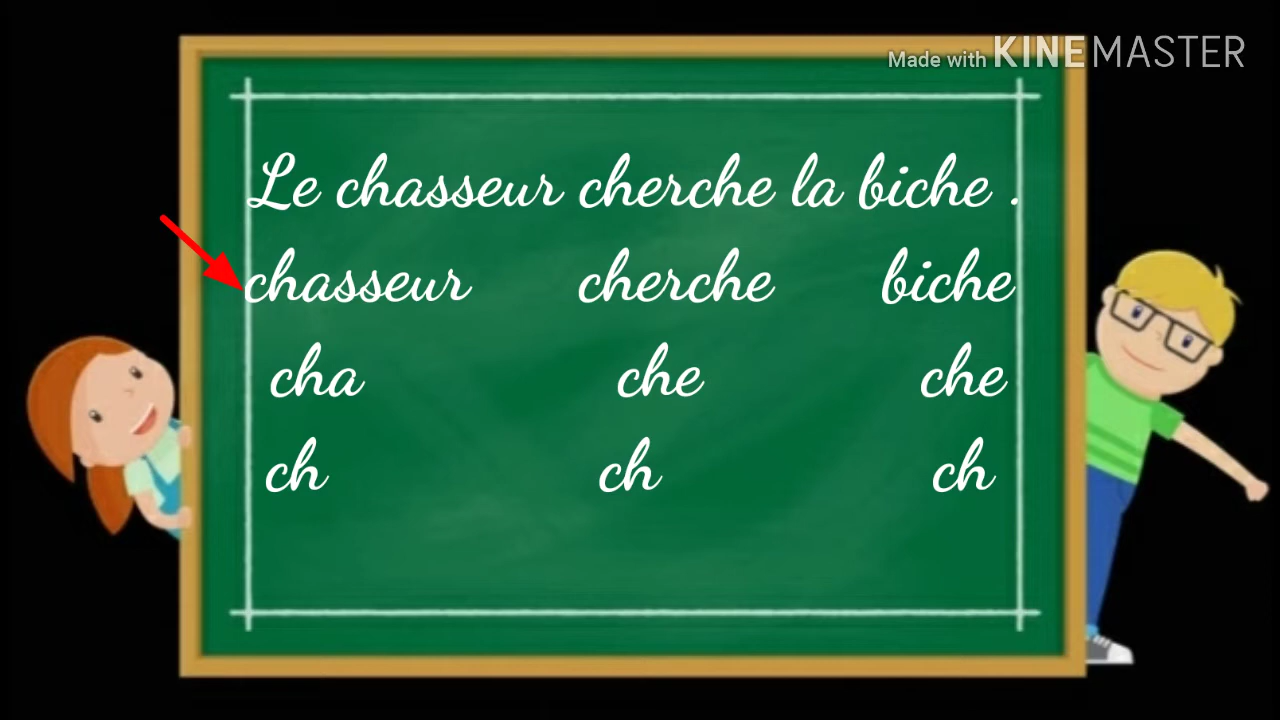 Made with KINEMASTER
Le chasseur cherche la biche .
chasseur cherche biche
cha che che
ch ch ch